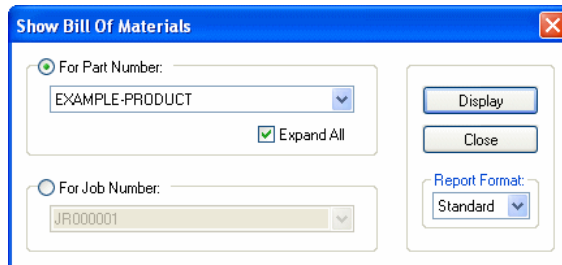 Show Bill Of Materials
For Part Number:
EXAMPLE-PRODUCT
Expand All
For Job Number:
JR000001
Display
Close
Report Format:
Standard